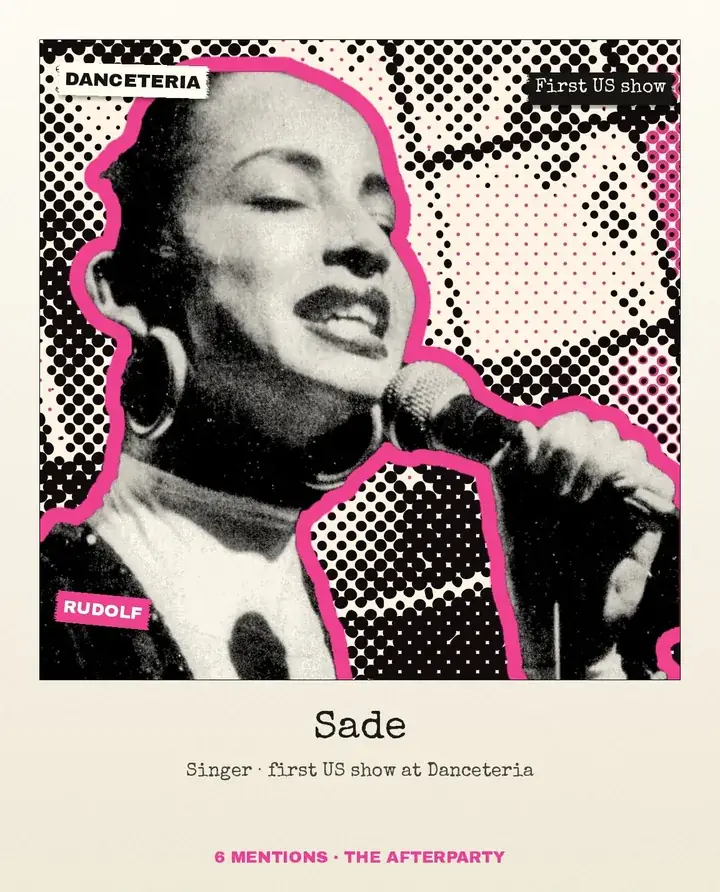 DANCETERIA
First US show
RUDOLF
Sade
Singer · first US show at Danceteria
6 MENTIONS · THE AFTERPARTY